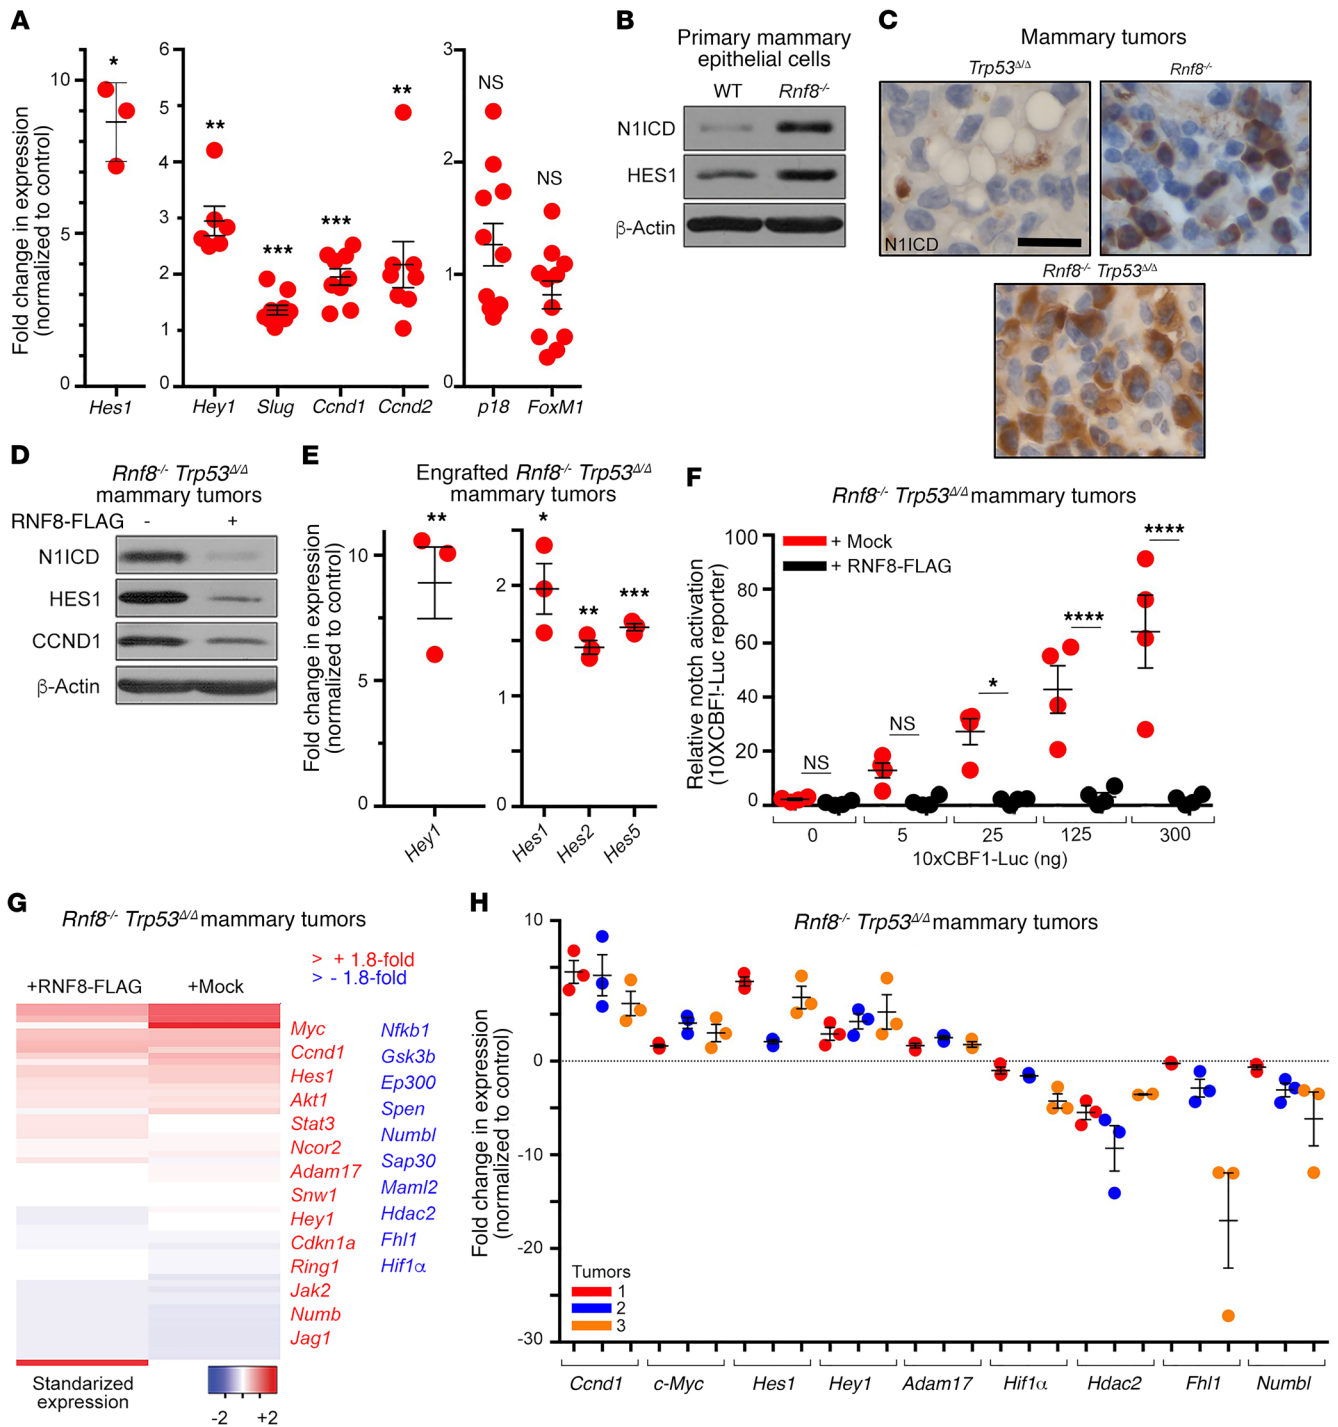 A
Fold change in expression
(normalized to control)
10
5
0
*
Hes1
6
5
4
3
2
1
0
**
***
***
**
Hey1
Slug
Ccnd1
Ccnd2
3
2
1
0
NS
NS
p18
FoxM1
B
Primary mammary
epithelial cells
WT
Rnf8-/-
N1ICD
HES1
β-Actin
C
Mammary tumors
Trp53Δ/Δ
Rnf8-/-
N1ICD
Rnf8-/- Trp53Δ/Δ
D
Rnf8-/- Trp53Δ/Δ
mammary tumors
RNF8-FLAG - +
N1ICD
HES1
CCND1
β-Actin
E
Engrafted Rnf8-/- Trp53Δ/Δ
mammary tumors
Fold change in expression
(normalized to control)
10
5
0
**
Hey1
2
1
0
*
**
***
Hes1
Hes2
Hes5
F
Rnf8-/- Trp53Δ/Δ mammary tumors
Relative notch activation
(10XCBF!-Luc reporter)
100
80
60
40
20
0
+ Mock
+ RNF8-FLAG
NS
NS
*
****
****
0
5
25
125
300
10xCBF1-Luc (ng)
G
Rnf8-/- Trp53Δ/Δ mammary tumors
> + 1.8-fold
> - 1.8-fold
+RNF8-FLAG
+Mock
Myc
Ccnd1
Hes1
Akt1
Stat3
Ncor2
Adam17
Snw1
Hey1
Cdkn1a
Ring1
Jak2
Numb
Jag1
Nfkb1
Gsk3b
Ep300
Spen
Numbl
Sap30
Maml2
Hdac2
Fhl1
Hif1α
Standarized
expression
-2
+2
H
Rnf8-/- Trp53Δ/Δ mammary tumors
Fold change in expression
(normalized to control)
10
0
-10
-20
-30
Tumors
1
2
3
Ccnd1
c-Myc
Hes1
Hey1
Adam17
Hif1α
Hdac2
Fhl1
Numbl